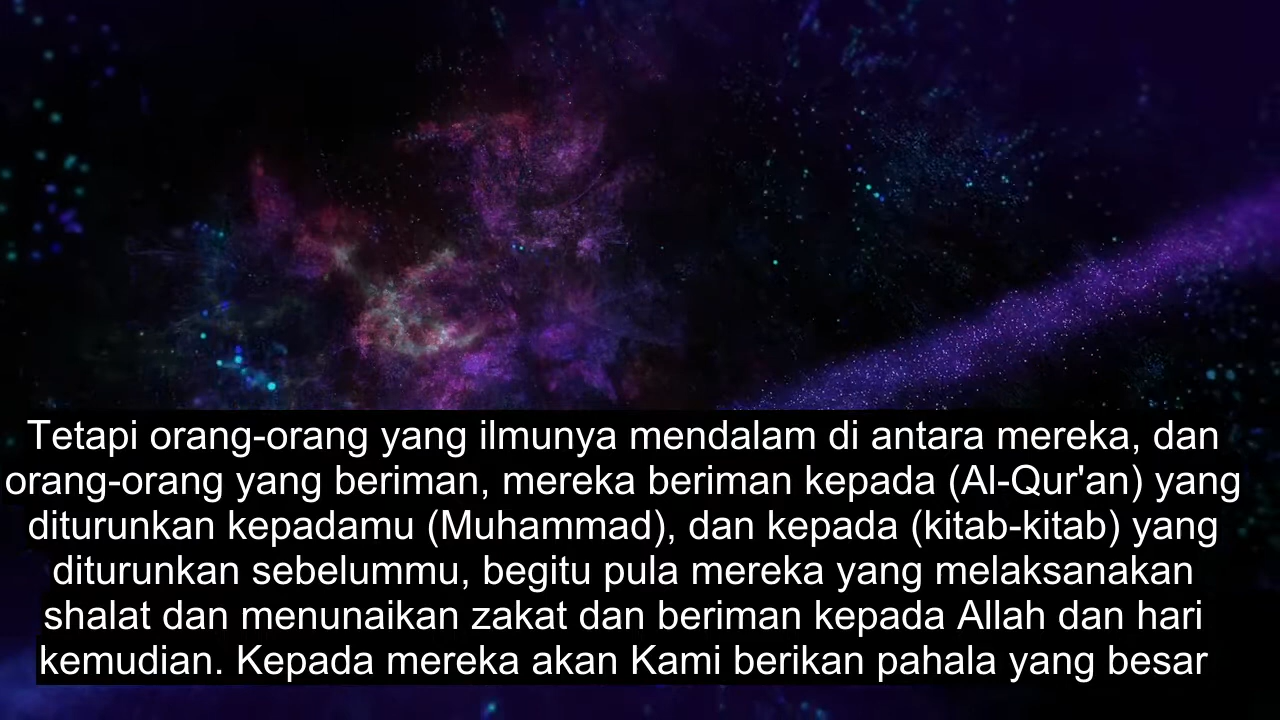 Tetapi orang-orang yang ilmunya mendalam di antara mereka, dan
orang-orang yang beriman, mereka beriman kepada (Al-Qur'an) yang
diturunkan kepadamu (Muhammad), dan kepada (kitab-kitab) yang
diturunkan sebelummu, begitu pula mereka yang melaksanakan
shalat dan menunaikan zakat dan beriman kepada Allah dan hari
kemudian. Kepada mereka akan Kami berikan pahala yang besar